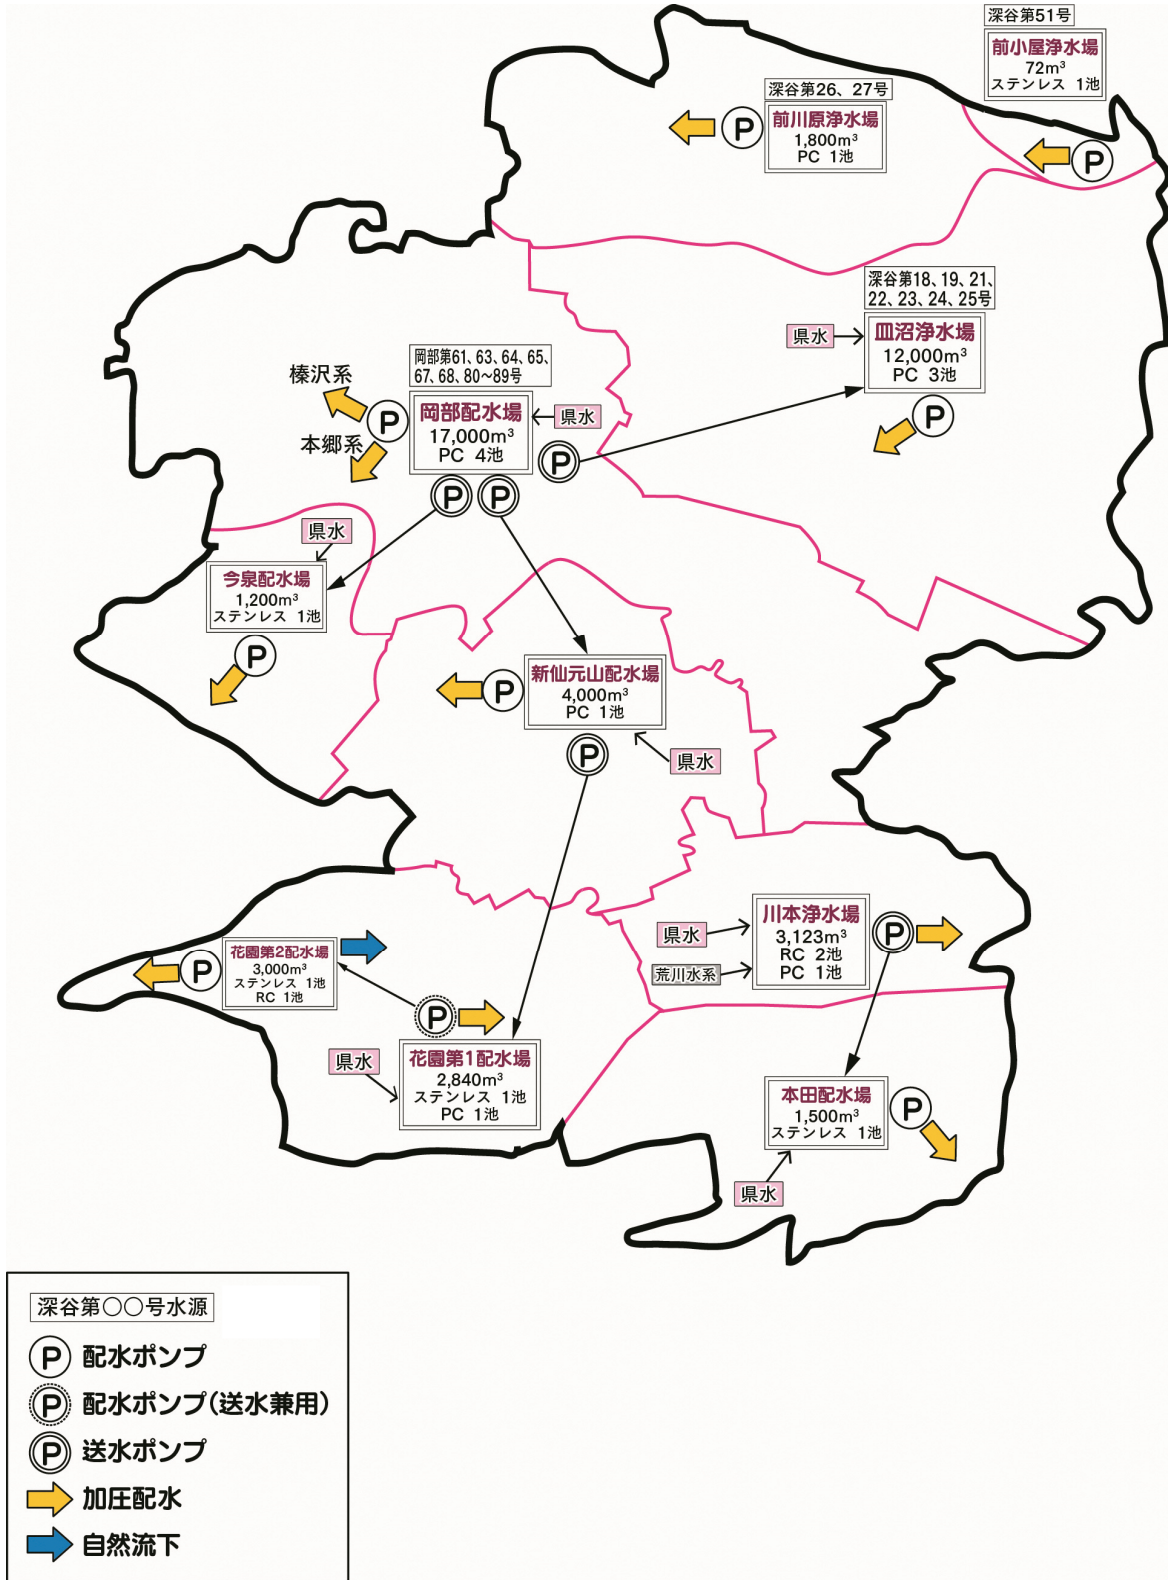 深谷第51号
前小屋浄水場
72m³
ステンレス 1池
深谷第26、27号
前川原浄水場
1,800m³
PC 1池
P
P
深谷第18、19、21、
22、23、24、25号
皿沼浄水場
12,000m³
PC 3池
県水
P
岡部第61、63、64、65、
67、68、80～89号
岡部配水場
17,000m³
PC 4池
県水
榛沢系
本郷系
P
P
P
P
県水
今泉配水場
1,200m³
ステンレス 1池
P
新仙元山配水場
4,000m³
PC 1池
P
P
県水
川本浄水場
3,123m³
RC 2池
PC 1池
県水
荒川水系
P
花園第2配水場
3,000m³
ステンレス 1池
RC 1池
P
P
県水
花園第1配水場
2,840m³
ステンレス 1池
PC 1池
本田配水場
1,500m³
ステンレス 1池
P
県水
深谷第〇〇号水源
P 配水ポンプ
P 配水ポンプ(送水兼用)
P 送水ポンプ
加圧配水
自然流下